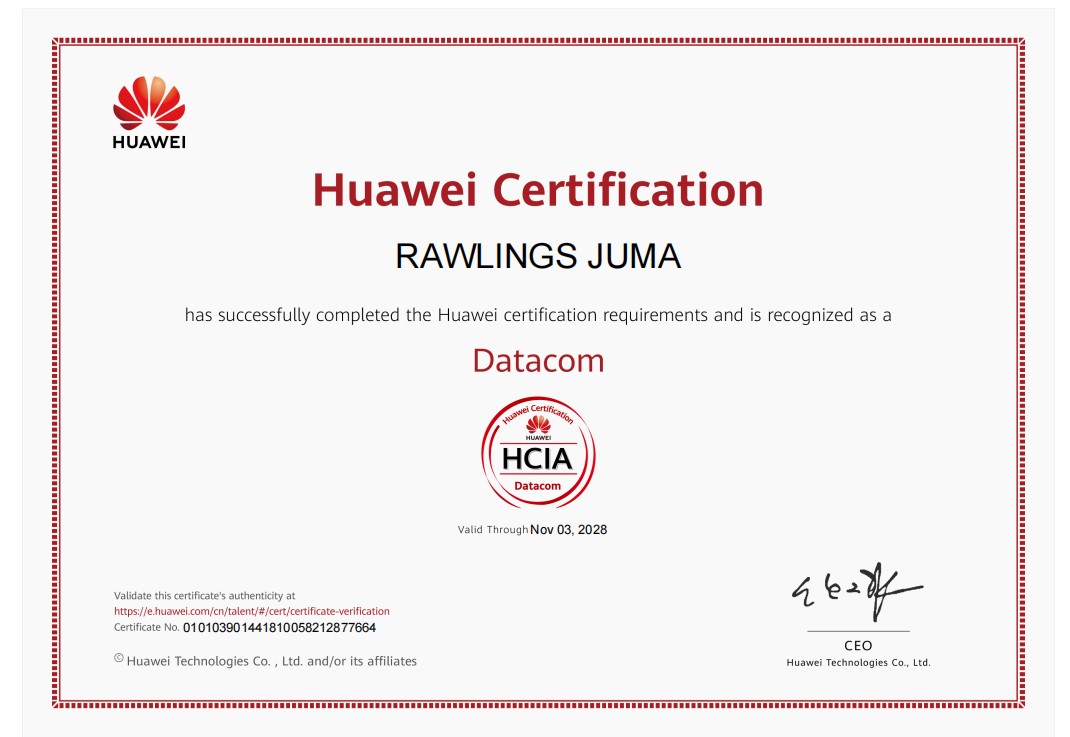 HUAWEI
Huawei Certification
RAWLINGS JUMA
has successfully completed the Huawei certification requirements and is recognized as a
Datacom
Huawei Certification
HUAWEI
HCIA
Datacom
Valid Through Nov 03, 2028
Validate this certificate's authenticity at
https://e.huawei.com/cn/talent/#/cert/certificate-verification
Certificate No. 01010390144181005821287​7664
© Huawei Technologies Co. , Ltd. and/or its affiliates
CEO
Huawei Technologies Co., Ltd.